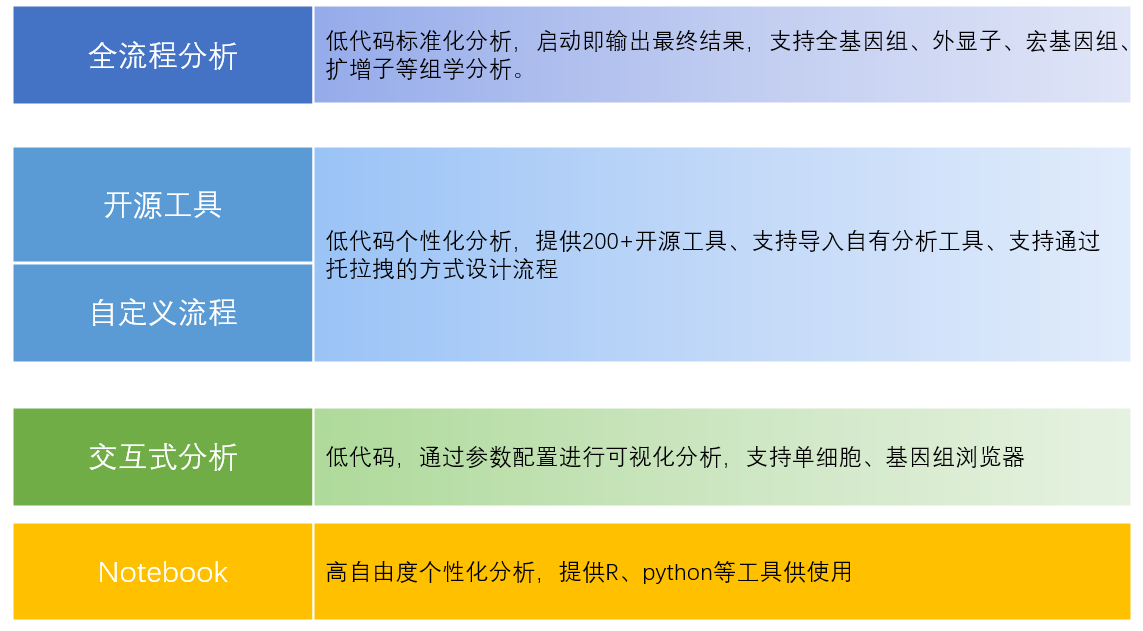 全流程分析
低代码标准化分析，启动即输出最终结果，支持全基因组、外显子、宏基因组、
扩增子等组学分析。
开源工具
自定义流程
低代码个性化分析，提供200+开源工具、支持导入自有分析工具、支持通过
托拉拽的方式设计流程
交互式分析
低代码，通过参数配置进行可视化分析，支持单细胞、基因组浏览器
Notebook
高自由度个性化分析，提供R、python等工具供使用